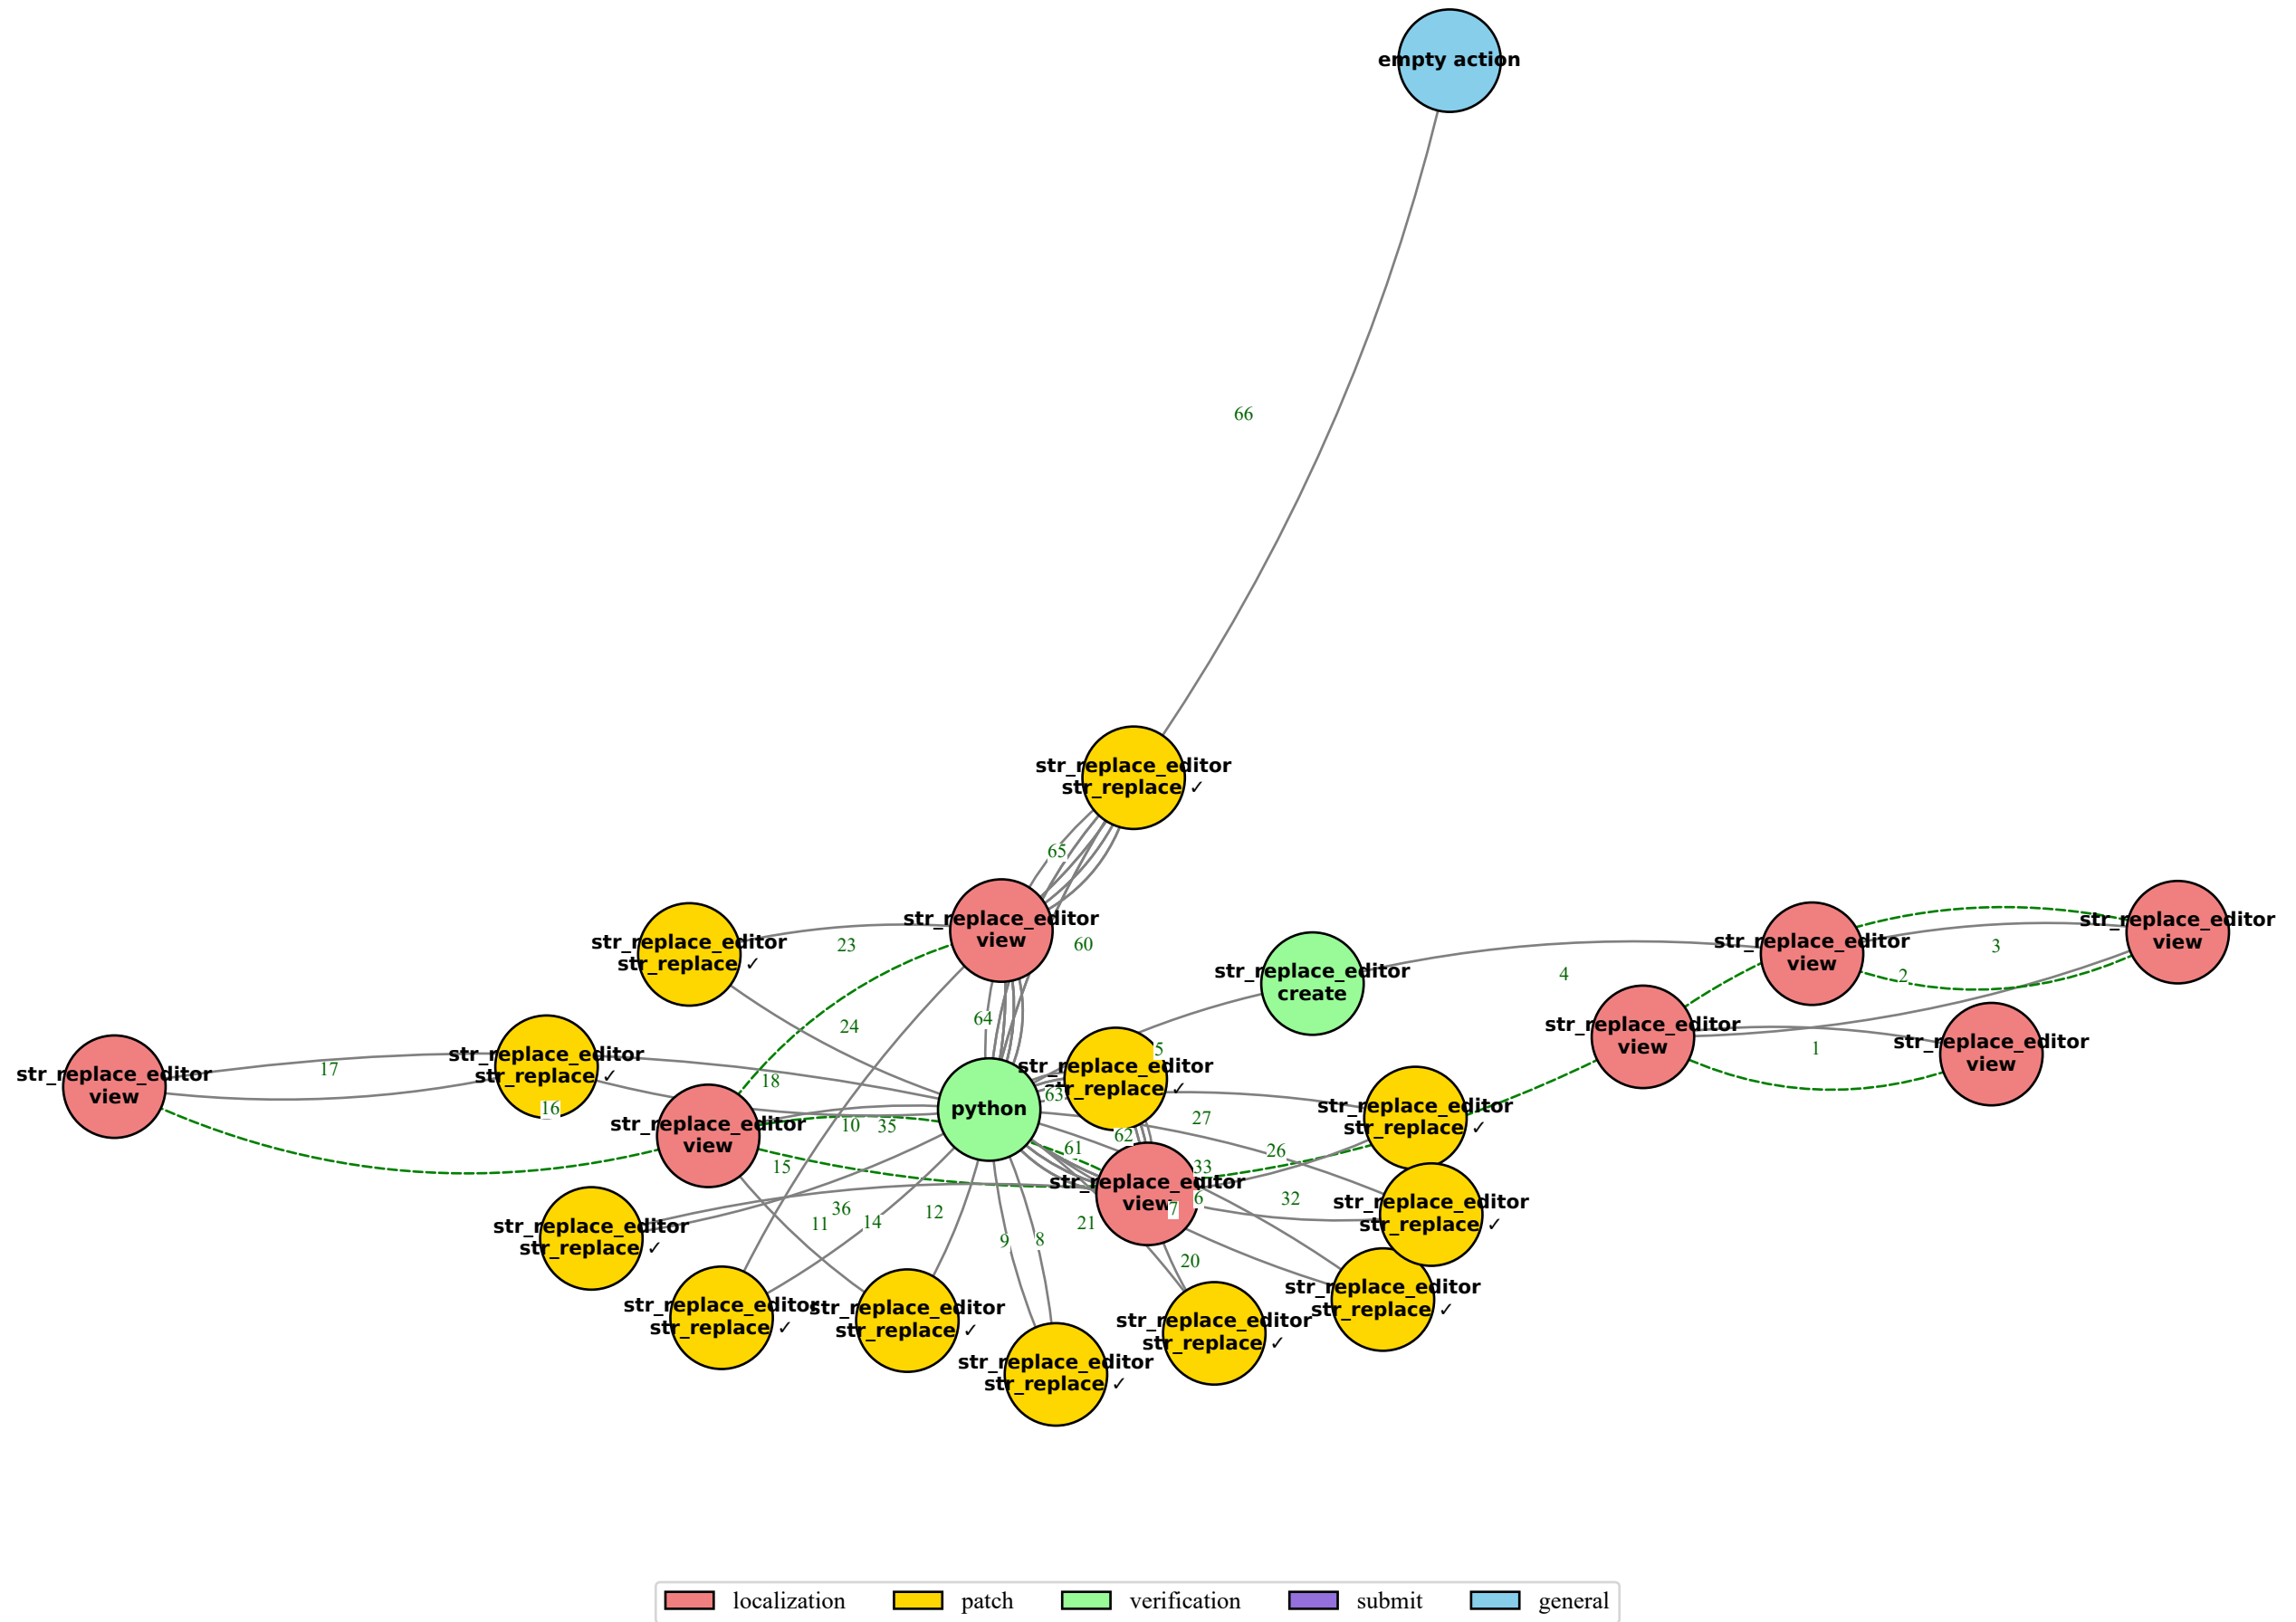 empty action
66
str_replace_editor
str_replace ✓
65
str_replace_editor
view
60
str_replace_editor
str_replace ✓
23
24
64
str_replace_editor
create
4
str_replace_editor
view
3
2
str_replace_editor
view
str_replace_editor
view
1
str_replace_editor
view
str_replace_editor
view
17
str_replace_editor
str_replace ✓
16
18
str_replace_editor
view
10
35
15
python
63
str_replace_editor
str_replace ✓
5
62
61
27
26
33
str_replace_editor
str_replace ✓
str_replace_editor
view
7
6
32
str_replace_editor
str_replace ✓
36
11
14
12
9
8
21
20
str_replace_editor
str_replace ✓
str_replace_editor
str_replace ✓
str_replace_editor
str_replace ✓
str_replace_editor
str_replace ✓
str_replace_editor
str_replace ✓
str_replace_editor
str_replace ✓
localization
patch
verification
submit
general